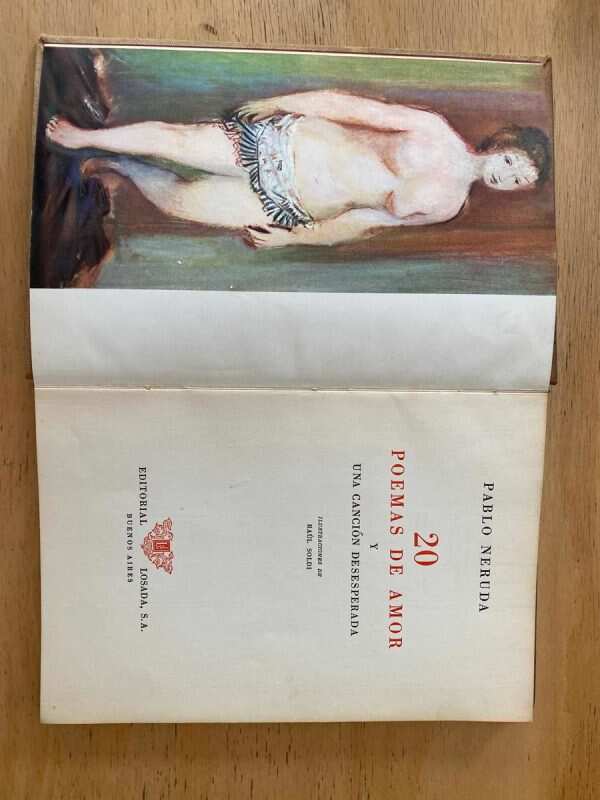 PABLO NERUDA
20
POEMAS DE AMOR
Y
UNA CANCIÓN DESESPERADA
ILUSTRACIONES DE
RAÚL SOLDI
EDITORIAL LOSADA, S.A.
BUENOS AIRES